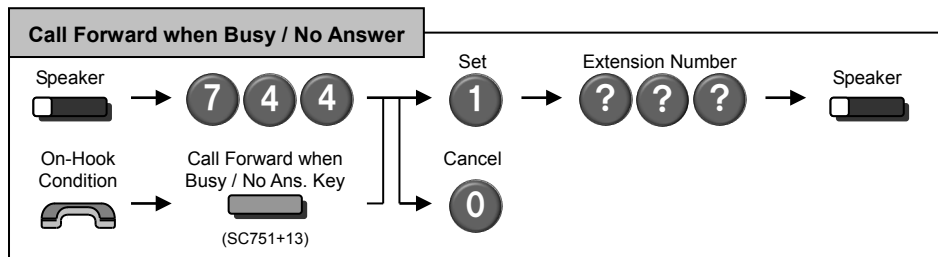 Call Forward when Busy / No Answer
Speaker
7 4 4
Set
1
Extension Number
? ? ?
Speaker
On-Hook
Condition
Call Forward when
Busy / No Ans. Key
(SC751+13)
Cancel
0